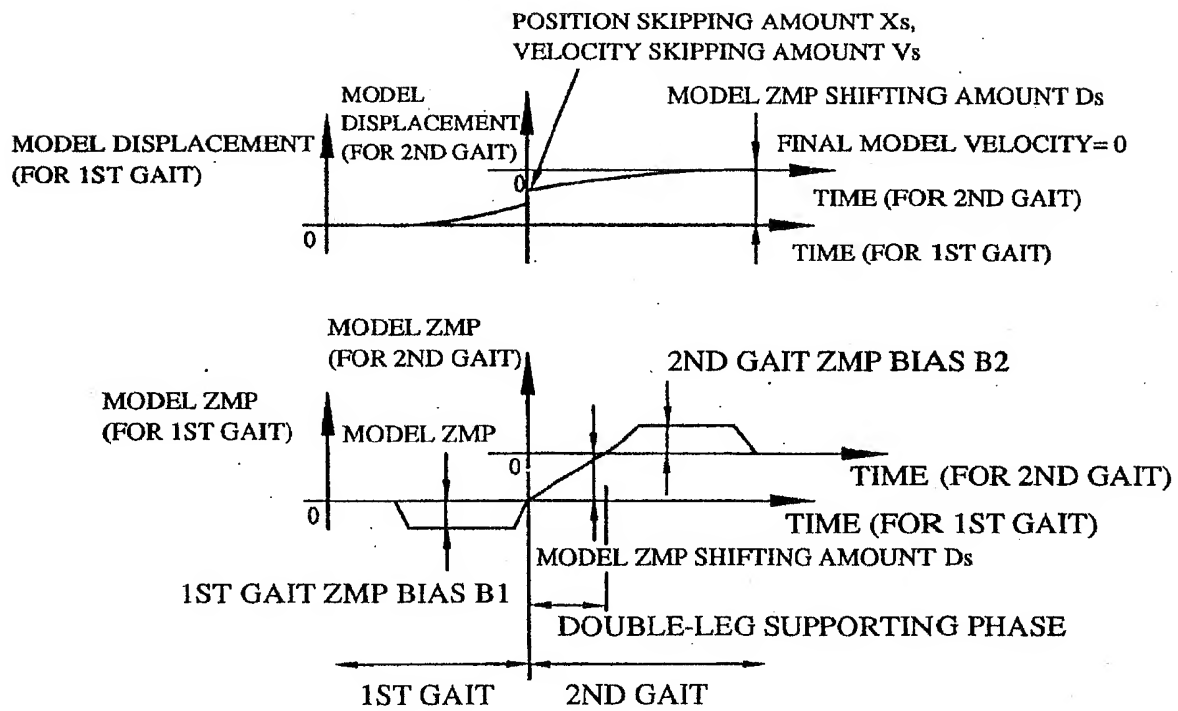 POSITION SKIPPING AMOUNT Xs,
VELOCITY SKIPPING AMOUNT Vs
MODEL
DISPLACEMENT
(FOR 2ND GAIT)
MODEL ZMP SHIFTING AMOUNT Ds
MODEL DISPLACEMENT
(FOR 1ST GAIT)
FINAL MODEL VELOCITY= 0
0
TIME (FOR 2ND GAIT)
0
TIME (FOR 1ST GAIT)
MODEL ZMP
(FOR 2ND GAIT)
2ND GAIT ZMP BIAS B2
MODEL ZMP
(FOR 1ST GAIT)
MODEL ZMP
0
TIME (FOR 2ND GAIT)
0
TIME (FOR 1ST GAIT)
MODEL ZMP SHIFTING AMOUNT Ds
1ST GAIT ZMP BIAS B1
DOUBLE-LEG SUPPORTING PHASE
1ST GAIT
2ND GAIT